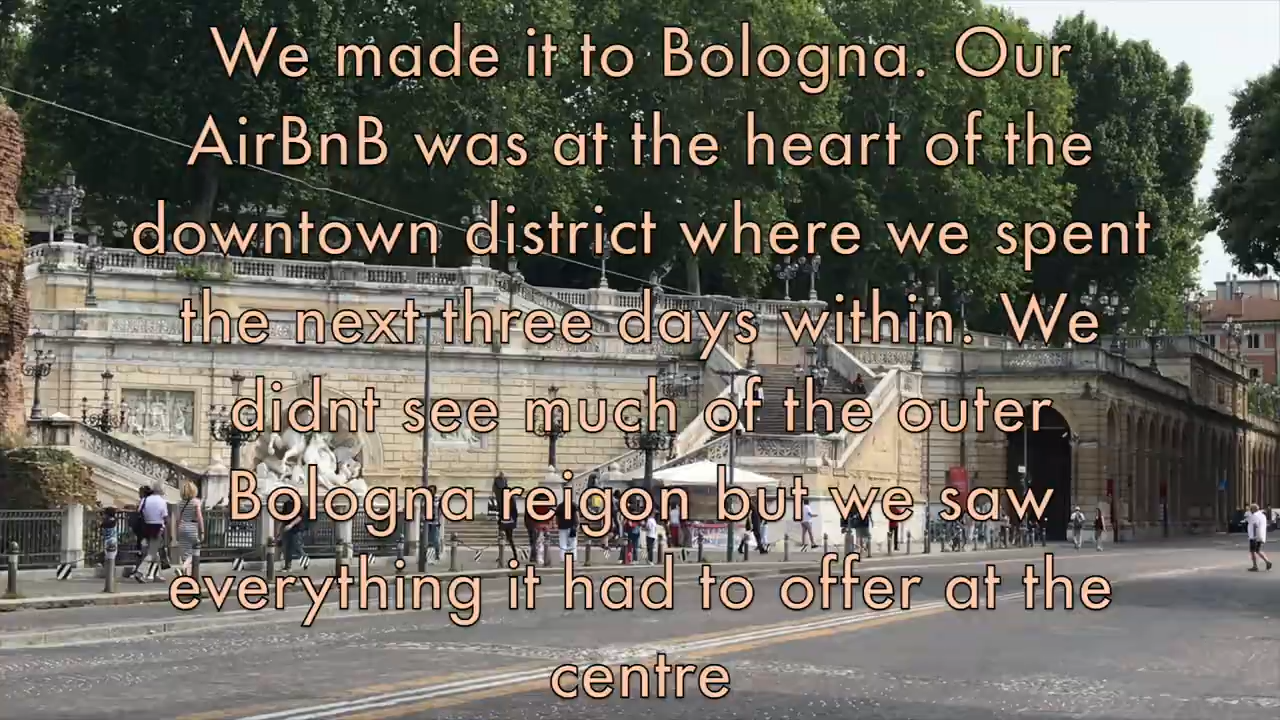 We made it to Bologna. Our
AirBnB was at the heart of the
downtown district where we spent
the next three days within. We
didnt see much of the outer
Bologna reigon but we saw
everything it had to offer at the
centre